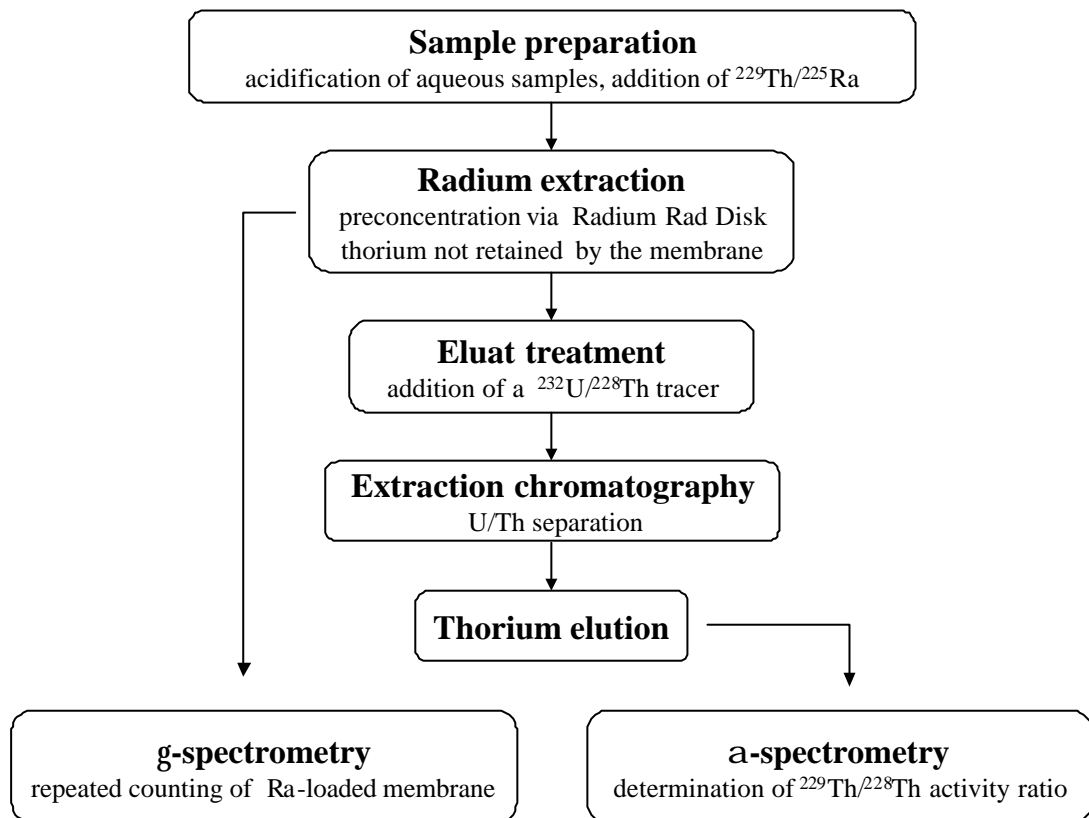 Sample preparation
acidification of aqueous samples, addition of ²²⁹Th/²²⁵Ra
Radium extraction
preconcentration via Radium Rad Disk
thorium not retained by the membrane
Eluat treatment
addition of a ²³²U/²²⁸Th tracer
Extraction chromatography
U/Th separation
Thorium elution
g-spectrometry
repeated counting of Ra-loaded membrane
a-spectrometry
determination of ²²⁹Th/²²⁸Th activity ratio